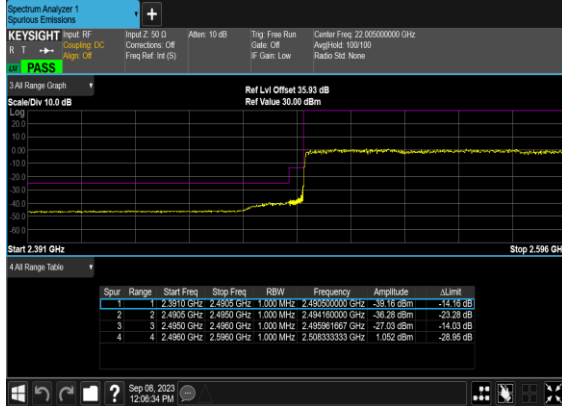 Spectrum Analyzer 1
Spurious Emissions
+
KEYSIGHT Input: RF Input Z: 50 Ω Atten: 10 dB Trig: Free Run Center Freq: 22.005000000 GHz
R T Coupling: DC Corrections: Off Gate: Off Avg|Hold: 100/100
Align: Off Freq Ref: Int (S) IF Gain: Low Radio Std: None
PASS
3 All Range Graph
Ref Lvl Offset 35.93 dB
Scale/Div 10.0 dB Ref Value 30.00 dBm
Log
20.0
10.0
0.00
-10.0
-20.0
-30.0
-40.0
-50.0
-60.0
Start 2.391 GHz Stop 2.596 GHz
4 All Range Table
Spur Range Start Freq Stop Freq RBW Frequency Amplitude ΔLimit
1 1 2.3910 GHz 2.4905 GHz 1.000 MHz 2.490500000 GHz -39.16 dBm -14.16 dB
2 2 2.4905 GHz 2.4950 GHz 1.000 MHz 2.494160000 GHz -36.28 dBm -23.28 dB
3 3 2.4950 GHz 2.4960 GHz 1.000 MHz 2.495961667 GHz -27.03 dBm -14.03 dB
4 4 2.4960 GHz 2.5960 GHz 1.000 MHz 2.508333333 GHz 1.052 dBm -28.95 dB
? Sep 08, 2023
12:06:34 PM